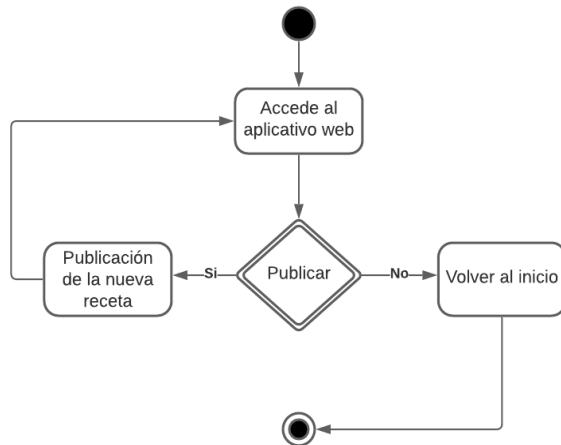 Accede al
aplicativo web
Publicación
de la nueva
receta
Si
Publicar
No
Volver al inicio